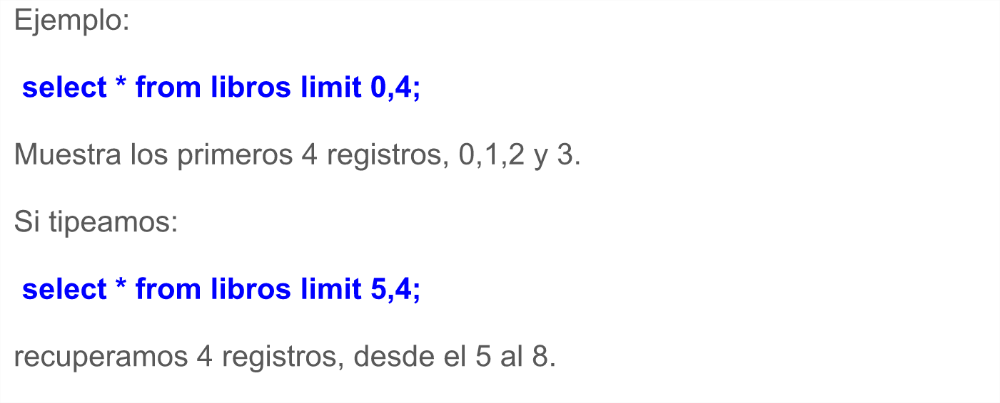 Ejemplo:
select * from libros limit 0,4;
Muestra los primeros 4 registros, 0,1,2 y 3.
Si tipeamos:
select * from libros limit 5,4;
recuperamos 4 registros, desde el 5 al 8.